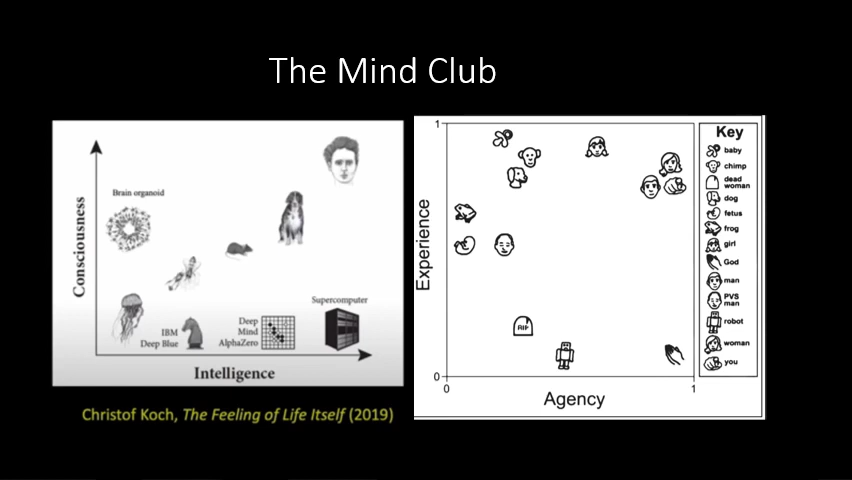 The Mind Club
Consciousness
Brain organoid
IBM
Deep Blue
Deep
Mind
AlphaZero
Supercomputer
Intelligence
Christof Koch, The Feeling of Life Itself (2019)
1
Experience
0
RIP
0
1
Agency
Key
baby
chimp
dead
woman
dog
fetus
frog
girl
God
man
PVS
man
robot
woman
you